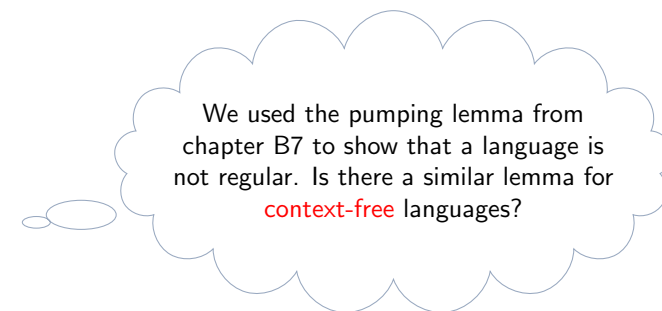 We used the pumping lemma from
chapter B7 to show that a language is
not regular. Is there a similar lemma for
context-free languages?